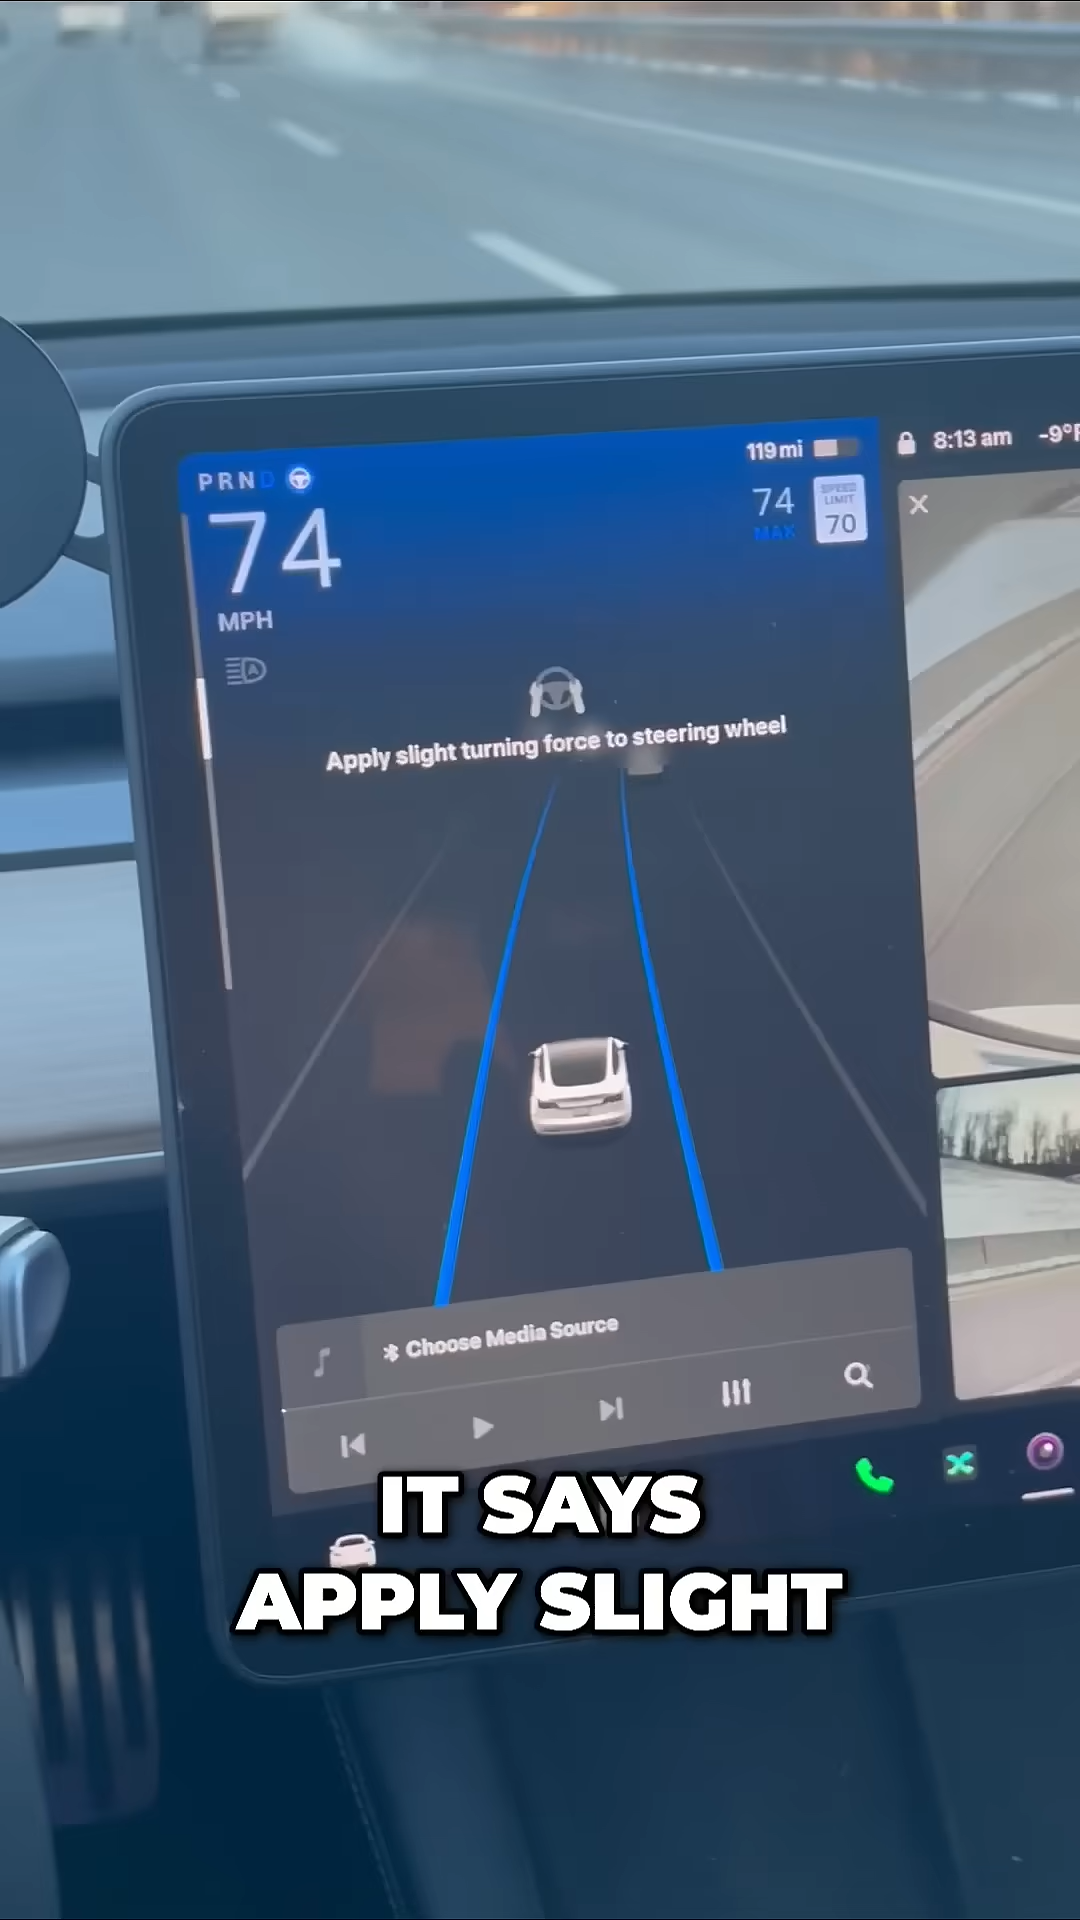 PRND
119 mi
8:13 am
-9°F
74
MPH
74
MAX
SPEED
LIMIT
70
A
Apply slight turning force to steering wheel
Choose Media Source
IT SAYS
APPLY SLIGHT